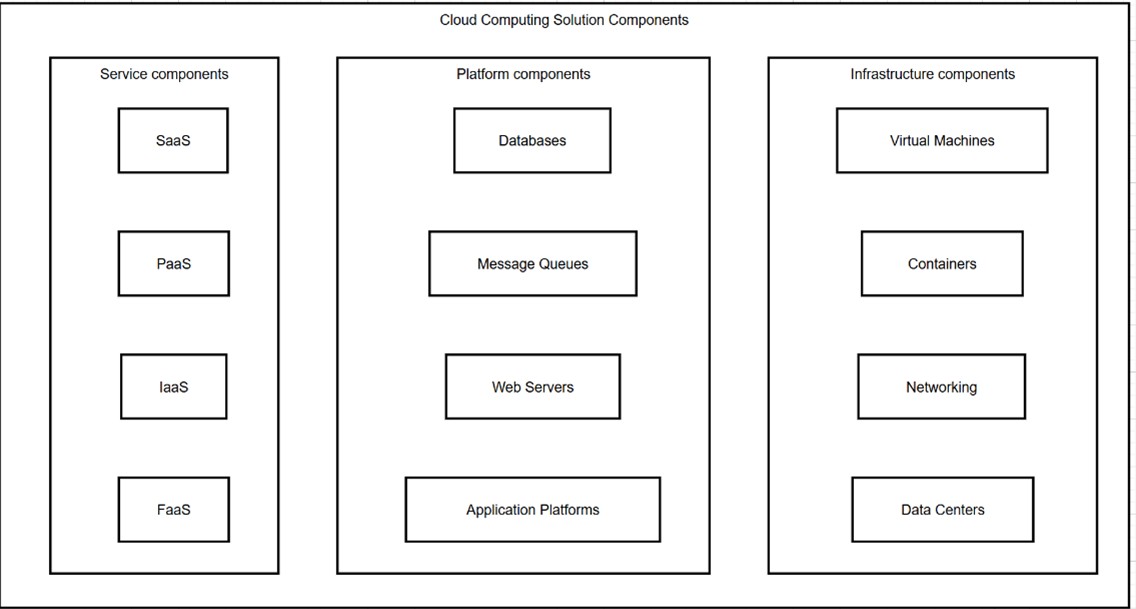 Cloud Computing Solution Components
Service components
SaaS
PaaS
IaaS
FaaS
Platform components
Databases
Message Queues
Web Servers
Application Platforms
Infrastructure components
Virtual Machines
Containers
Networking
Data Centers